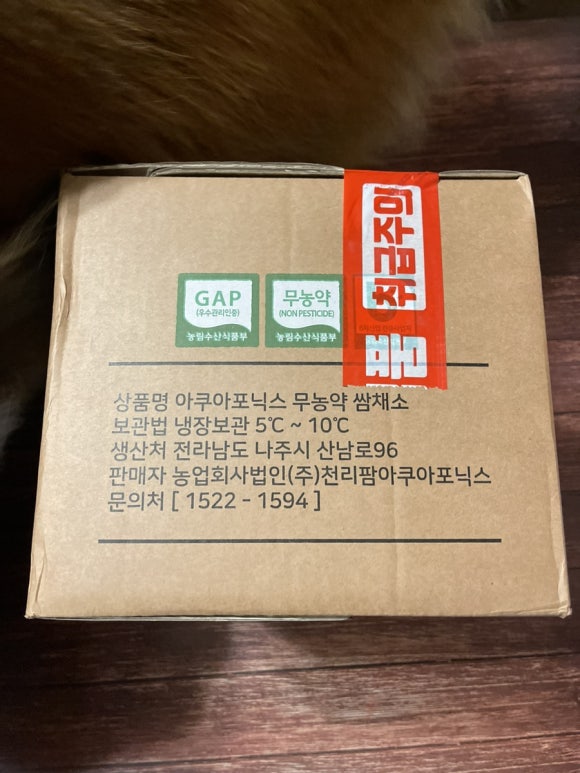 취급주의
품
GAP
(우수관리인증)
농림수산식품부
무농약
(NON PESTICIDE)
농림수산식품부
상품명 아쿠아포닉스 무농약 쌈채소
보관법 냉장보관 5℃ ~ 10℃
생산처 전라남도 나주시 산남로96
판매자 농업회사법인(주)천리팜아쿠아포닉스
문의처 [ 1522 - 1594 ]